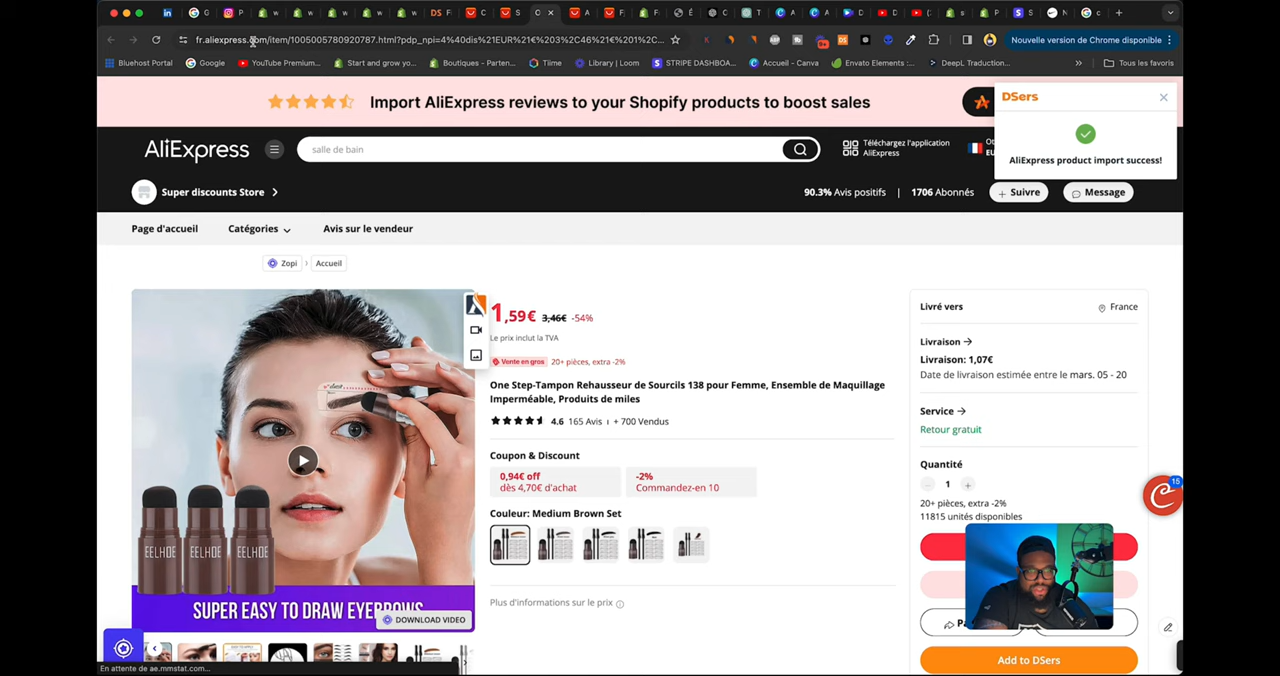 fr.aliexpress.com/item/1005005780920787.html?pdp_npi=4%40dis%21EUR%21€%203%2C46%21€%201%2C...
Nouvelle version de Chrome disponible
Bluehost Portal
Google
YouTube Premium...
Start and grow yo...
Boutiques - Parten...
Tiime
Library | Loom
STRIPE DASHBOA...
Accueil - Canva
Envato Elements :...
DeepL Traduction...
Tous les favoris
Import AliExpress reviews to your Shopify products to boost sales
DSers
AliExpress product import success!
AliExpress
salle de bain
Téléchargez l'application
AliExpress
Super discounts Store
90.3% Avis positifs | 1706 Abonnés
Suivre
Message
Page d'accueil
Catégories
Avis sur le vendeur
Zopi
Accueil
1,59€ 3,46€ -54%
Le prix inclut la TVA
Vente en gros 20+ pièces, extra -2%
One Step-Tampon Rehausseur de Sourcils 138 pour Femme, Ensemble de Maquillage
Imperméable, Produits de miles
4.6 165 Avis + 700 Vendus
Coupon & Discount
0,94€ off
dès 4,70€ d'achat
-2%
Commandez-en 10
Couleur: Medium Brown Set
Plus d'informations sur le prix
EELHOE EELHOE EELHOE
SUPER EASY TO DRAW EYEBROWS
DOWNLOAD VIDEO
Livré vers
France
Livraison
Livraison: 1,07€
Date de livraison estimée entre le mars. 05 - 20
Service
Retour gratuit
Quantité
1
20+ pièces, extra -2%
11815 unités disponibles
15
Add to DSers
En attente de ae.mmstat.com...